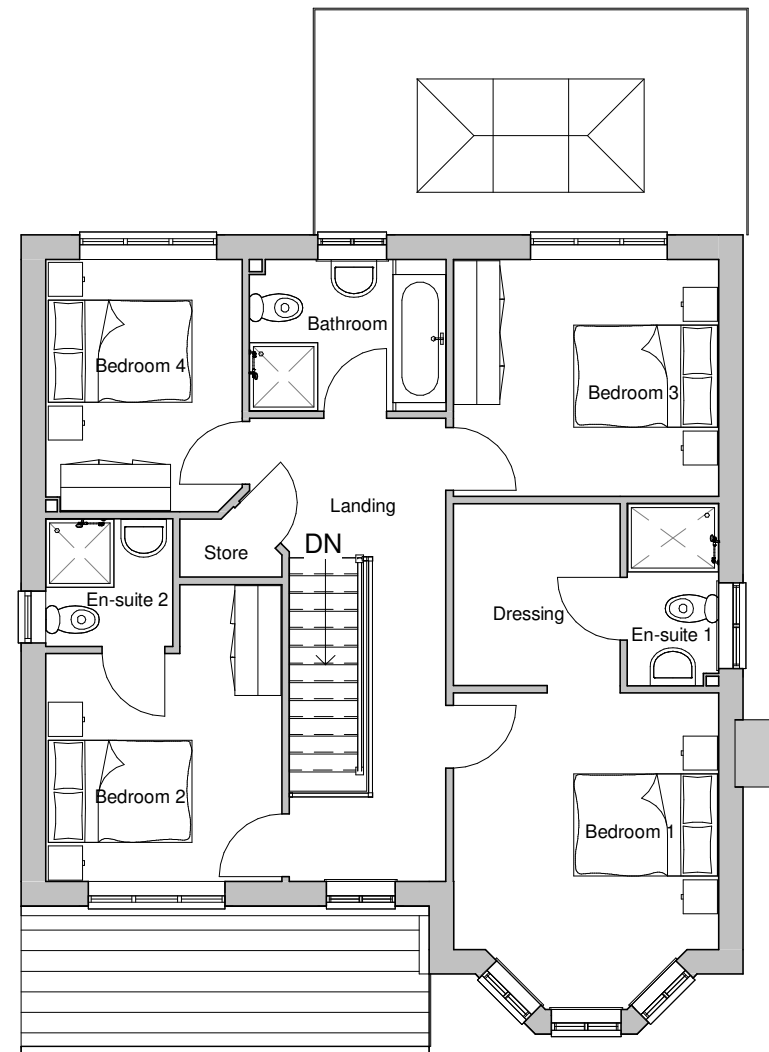 Bathroom
Bedroom 4
Bedroom 3
Landing
DN
Store
En-suite 2
Dressing
En-suite 1
Bedroom 2
Bedroom 1